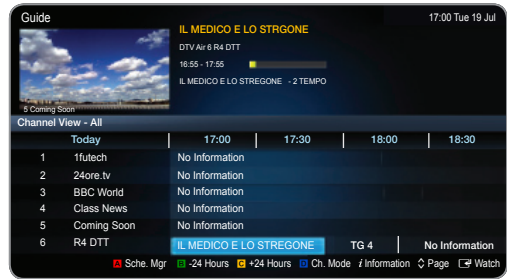 Guide
17:00 Tue 19 Jul
IL MEDICO E LO STRGONE
DTV Air 6 R4 DTT
16:55 - 17:55
IL MEDICO E LO STREGONE - 2 TEMPO
5 Coming Soon
Channel View - All
Today 17:00 17:30 18:00 18:30
1 1futech No Information
2 24ore.tv No Information
3 BBC World No Information
4 Class News No Information
5 Coming Soon No Information
6 R4 DTT IL MEDICO E LO STREGONE TG 4 No Information
A Sche. Mgr B -24 Hours C +24 Hours D Ch. Mode i Information Page Watch